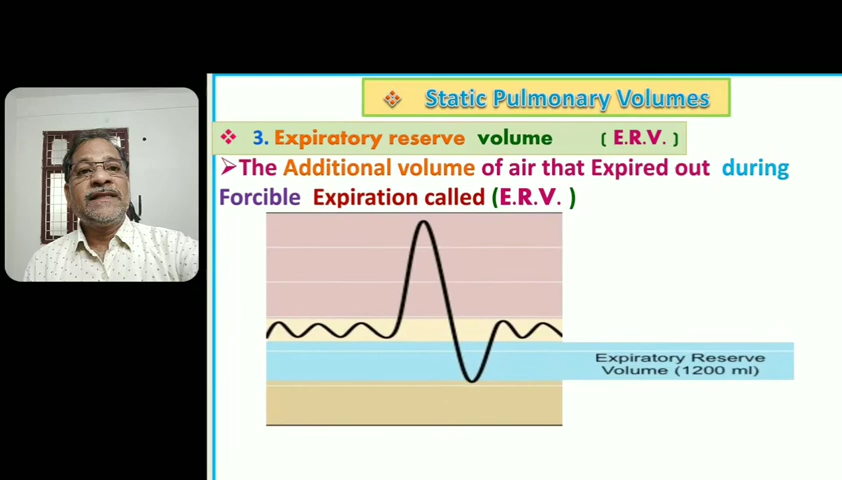 Static Pulmonary Volumes
3. Expiratory reserve volume ( E.R.V. )
The Additional volume of air that Expired out during
Forcible Expiration called (E.R.V. )
Expiratory Reserve
Volume (1200 ml)